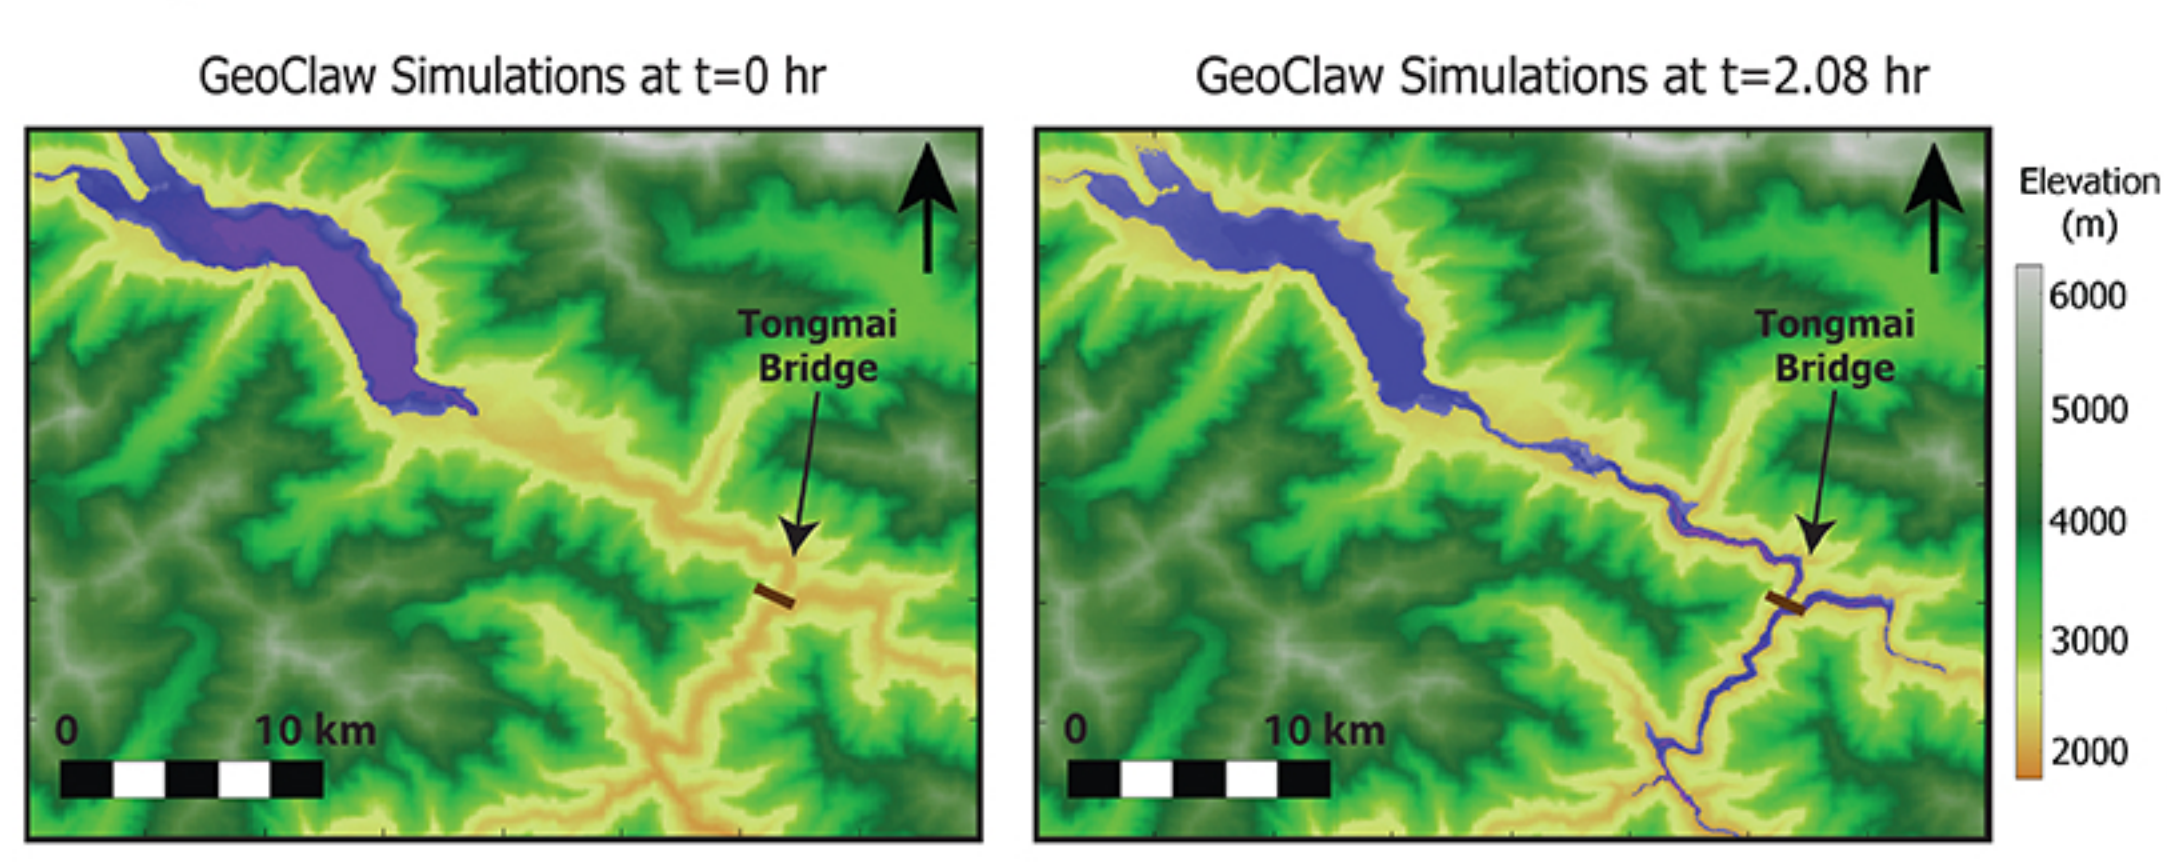 GeoClaw Simulations at t=0 hr
GeoClaw Simulations at t=2.08 hr
Tongmai
Bridge
0
10 km
Tongmai
Bridge
0
10 km
Elevation
(m)
6000
5000
4000
3000
2000